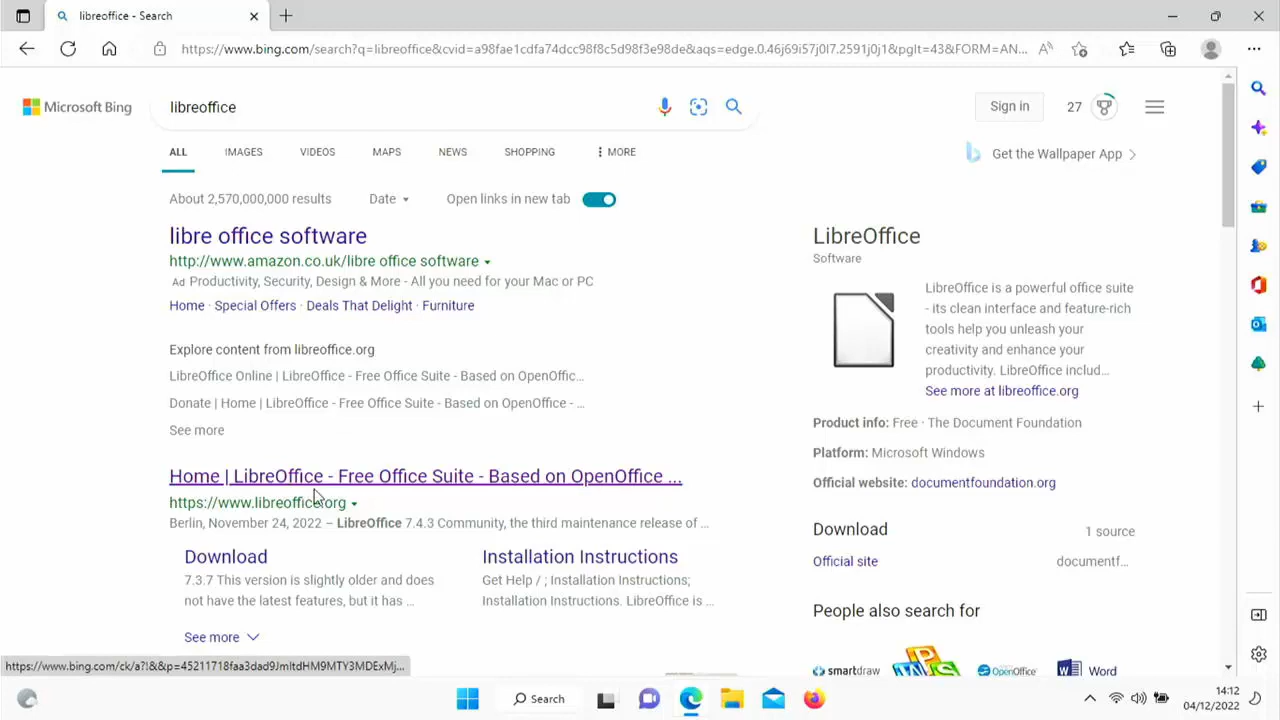 libreoffice - Search
https://www.bing.com/search?q=libreoffice&cvid=a98fae1cdfa74dcc98f8c5d98f3e98de&aqs=edge.0.46j69i57j0l7.2591j0j1&pglt=43&FORM=AN...
Microsoft Bing
libreoffice
Sign in
27
ALL
IMAGES
VIDEOS
MAPS
NEWS
SHOPPING
MORE
Get the Wallpaper App
About 2,570,000,000 results
Date
Open links in new tab
libre office software
http://www.amazon.co.uk/libre office software
Ad Productivity, Security, Design & More - All you need for your Mac or PC
Home · Special Offers · Deals That Delight · Furniture
Explore content from libreoffice.org
LibreOffice Online | LibreOffice - Free Office Suite - Based on OpenOffic...
Donate | Home | LibreOffice - Free Office Suite - Based on OpenOffice - ...
See more
Home | LibreOffice - Free Office Suite - Based on OpenOffice ...
https://www.libreoffice.org
Berlin, November 24, 2022 – LibreOffice 7.4.3 Community, the third maintenance release of ...
Download
7.3.7 This version is slightly older and does
not have the latest features, but it has ...
Installation Instructions
Get Help / ; Installation Instructions;
Installation Instructions. LibreOffice is ...
See more
LibreOffice
Software
LibreOffice is a powerful office suite
- its clean interface and feature-rich
tools help you unleash your
creativity and enhance your
productivity. LibreOffice includ...
See more at libreoffice.org
Product info: Free · The Document Foundation
Platform: Microsoft Windows
Official website: documentfoundation.org
Download
1 source
Official site
documentf...
People also search for
smartdraw
OpenOffice
Word
https://www.bing.com/ck/a?!&&p=45211718faa3dad9JmltdHM9MTY3MDExMj...
Search
14:12
04/12/2022